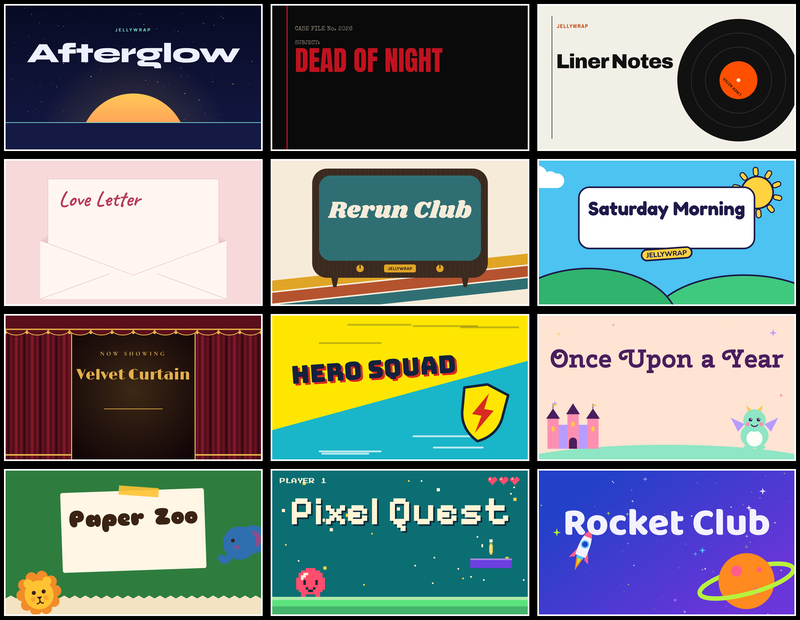 JELLYWRAP
Afterglow
CASE FILE No. 2026
SUBJECT:
DEAD OF NIGHT
JELLYWRAP
Liner Notes
Love Letter
Rerun Club
JELLYWRAP
Saturday Morning
JELLYWRAP
NOW SHOWING
Velvet Curtain
HERO SQUAD
Once Upon a Year
Paper Zoo
PLAYER 1
Pixel Quest
Rocket Club